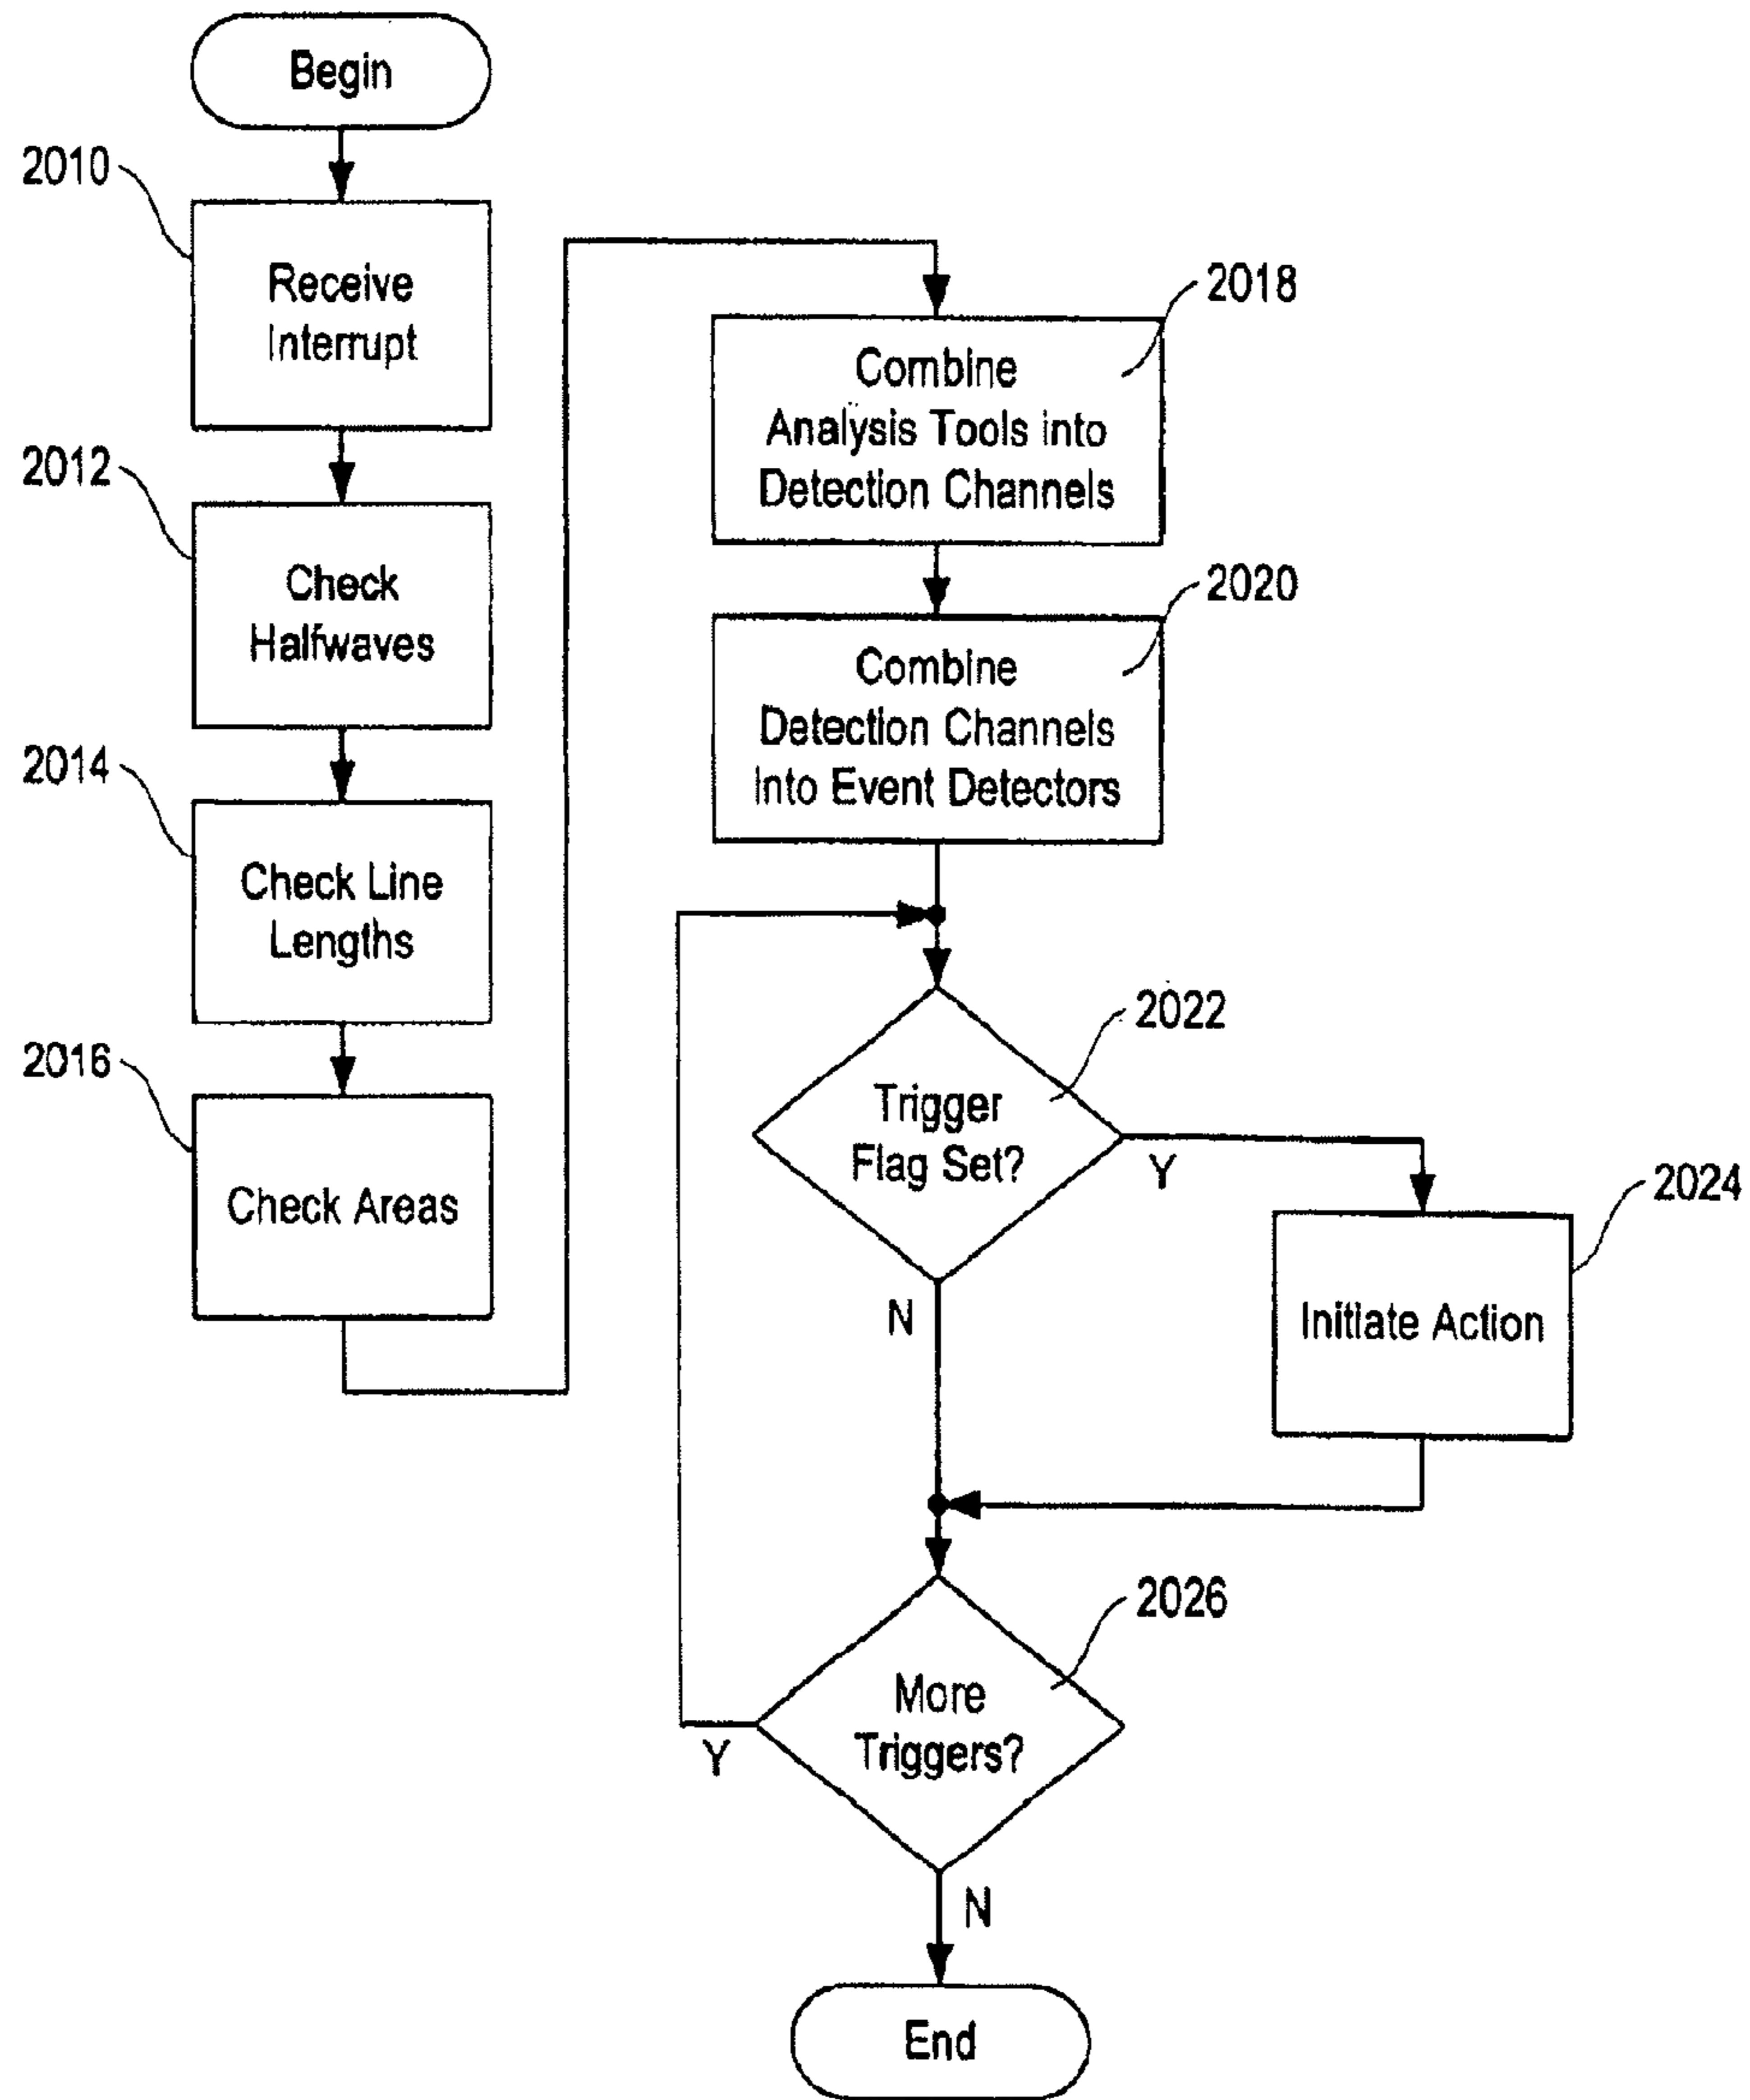 Begin
2010
Receive
Interrupt
2012
Check
Halfwaves
2014
Check Line
Lengths
2016
Check Areas
2018
Combine
Analysis Tools into
Detection Channels
2020
Combine
Detection Channels
Into Event Detectors
2022
Trigger
Flag Set?
Y
N
2024
Initiate Action
2026
More
Triggers?
Y
N
End